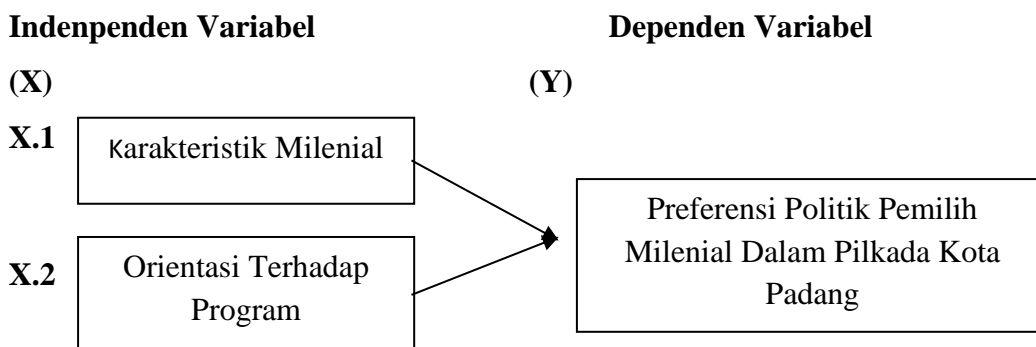 Indenpenden Variabel
Dependen Variabel
(X)
(Y)
X.1
Karakteristik Milenial
Preferensi Politik Pemilih
Milenial Dalam Pilkada Kota
Padang
X.2
Orientasi Terhadap
Program